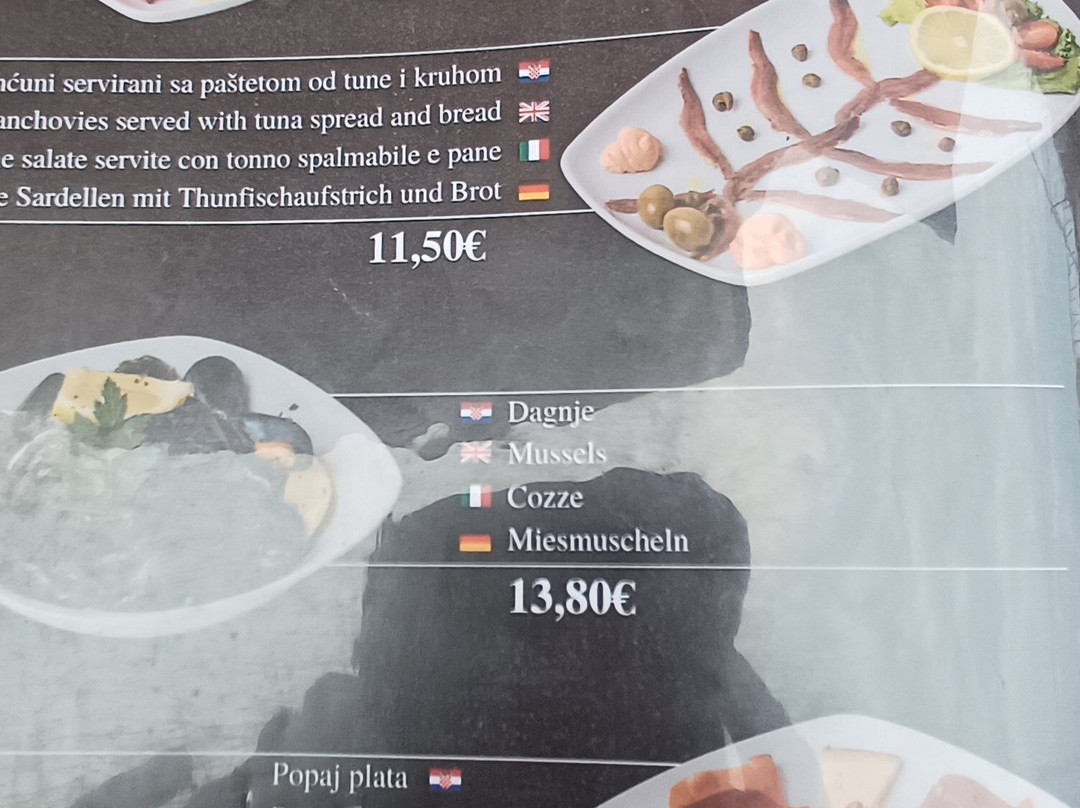 servirani sa paštetom od tune i kruhom
anchovies served with tuna spread and bread
e salate servite con tonno spalmabile e pane
e Sardellen mit Thunfischaufstrich und Brot
11,50€
Dagnje
Mussels
Cozze
Miesmuscheln
13,80€
Popaj plata